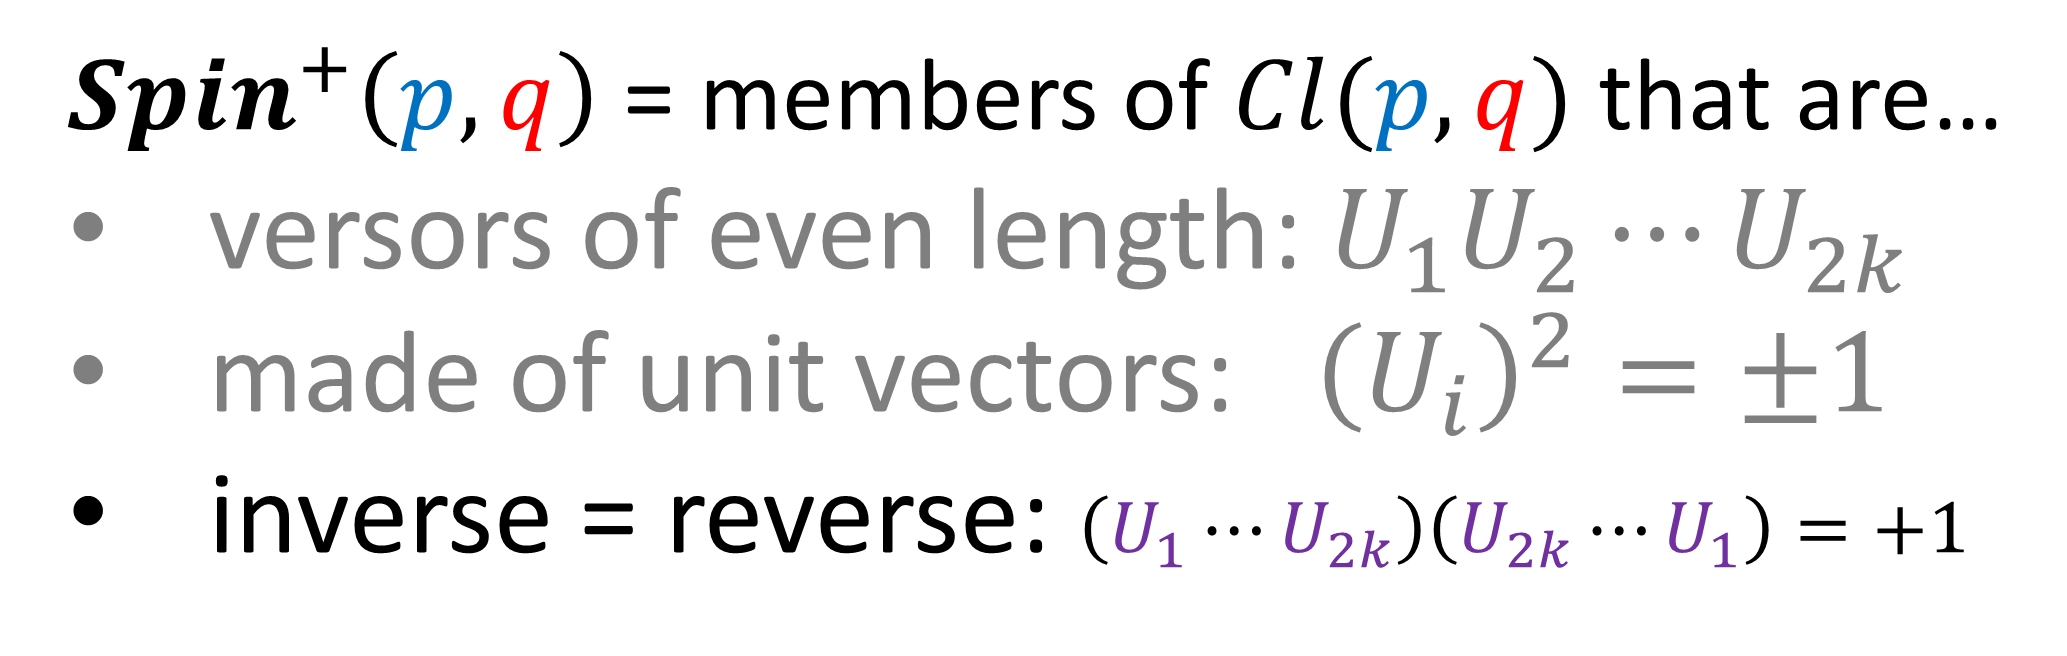 Spin⁺(p, q) = members of Cl(p, q) that are…
• versors of even length: U₁U₂ ⋯ U₂ₖ
• made of unit vectors: (Uᵢ)² = ±1
• inverse = reverse: (U₁ ⋯ U₂ₖ)(U₂ₖ ⋯ U₁) = +1